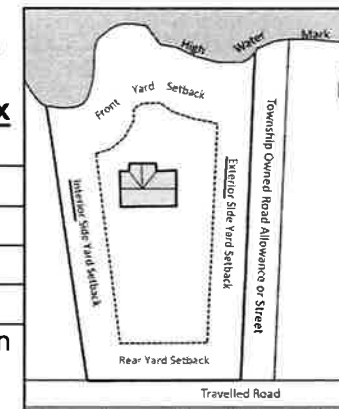 High Water Mark
x
Front Yard Setback
Interior Side Yard Setback
Exterior Side Yard Setback
Township Owned Road Allowance or Street
n
Rear Yard Setback
Travelled Road